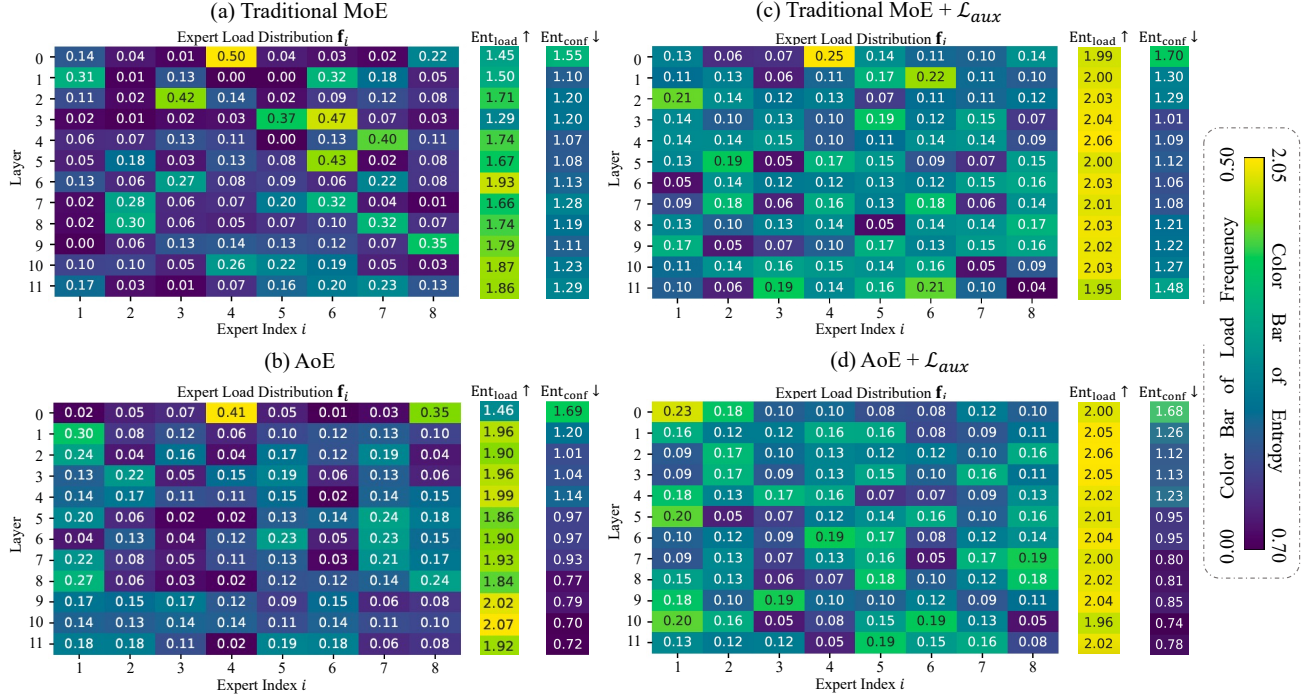 (a) Traditional MoE
Expert Load Distribution f_i Ent_load ↑ Ent_conf ↓
0 0.14 0.04 0.01 0.50 0.04 0.03 0.02 0.22 1.45 1.55
1 0.31 0.01 0.13 0.00 0.00 0.32 0.18 0.05 1.50 1.10
2 0.11 0.02 0.42 0.14 0.02 0.09 0.12 0.08 1.71 1.20
3 0.02 0.01 0.02 0.03 0.37 0.47 0.07 0.03 1.29 1.20
4 0.06 0.07 0.13 0.11 0.00 0.13 0.40 0.11 1.74 1.07
5 0.05 0.18 0.03 0.13 0.08 0.43 0.02 0.08 1.67 1.08
6 0.13 0.06 0.27 0.08 0.09 0.06 0.22 0.08 1.93 1.13
7 0.02 0.28 0.06 0.07 0.20 0.32 0.04 0.01 1.66 1.28
8 0.02 0.30 0.06 0.05 0.07 0.10 0.32 0.07 1.74 1.19
9 0.00 0.06 0.13 0.14 0.13 0.12 0.07 0.35 1.79 1.11
10 0.10 0.10 0.05 0.26 0.22 0.19 0.05 0.03 1.87 1.23
11 0.17 0.03 0.01 0.07 0.16 0.20 0.23 0.13 1.86 1.29
Layer
1 2 3 4 5 6 7 8
Expert Index i
(c) Traditional MoE + ℒ_aux
Expert Load Distribution f_i Ent_load ↑ Ent_conf ↓
0 0.13 0.06 0.07 0.25 0.14 0.11 0.10 0.14 1.99 1.70
1 0.11 0.13 0.06 0.11 0.17 0.22 0.11 0.10 2.00 1.30
2 0.21 0.14 0.12 0.13 0.07 0.11 0.11 0.12 2.03 1.29
3 0.14 0.10 0.13 0.10 0.19 0.12 0.15 0.07 2.04 1.01
4 0.14 0.14 0.15 0.10 0.11 0.14 0.14 0.09 2.06 1.09
5 0.13 0.19 0.05 0.17 0.15 0.09 0.07 0.15 2.00 1.12
6 0.05 0.14 0.12 0.12 0.13 0.12 0.15 0.16 2.03 1.06
7 0.09 0.18 0.06 0.16 0.13 0.18 0.06 0.14 2.01 1.08
8 0.13 0.10 0.13 0.14 0.05 0.14 0.14 0.17 2.03 1.21
9 0.17 0.05 0.07 0.12 0.13 0.15 0.15 0.16 2.02 1.22
10 0.11 0.14 0.16 0.15 0.14 0.16 0.05 0.09 2.03 1.27
11 0.10 0.06 0.19 0.14 0.16 0.21 0.10 0.04 1.95 1.48
Layer
1 2 3 4 5 6 7 8
Expert Index i
(b) AoE
Expert Load Distribution f_i Ent_load ↑ Ent_conf ↓
0 0.02 0.05 0.07 0.41 0.05 0.01 0.03 0.35 1.46 1.69
1 0.30 0.08 0.12 0.06 0.10 0.12 0.13 0.10 1.96 1.20
2 0.24 0.04 0.16 0.04 0.17 0.12 0.19 0.04 1.90 1.01
3 0.13 0.22 0.05 0.15 0.19 0.06 0.13 0.06 1.96 1.04
4 0.14 0.17 0.11 0.11 0.15 0.02 0.14 0.15 1.99 1.14
5 0.20 0.06 0.02 0.02 0.13 0.14 0.24 0.18 1.86 0.97
6 0.04 0.13 0.04 0.12 0.23 0.05 0.23 0.15 1.90 0.97
7 0.22 0.08 0.05 0.11 0.13 0.03 0.21 0.17 1.93 0.93
8 0.27 0.06 0.03 0.02 0.12 0.12 0.14 0.24 1.84 0.77
9 0.17 0.15 0.17 0.12 0.09 0.15 0.06 0.08 2.02 0.79
10 0.14 0.13 0.14 0.14 0.11 0.14 0.11 0.10 2.07 0.70
11 0.18 0.18 0.11 0.02 0.19 0.18 0.06 0.08 1.92 0.72
Layer
1 2 3 4 5 6 7 8
Expert Index i
(d) AoE + ℒ_aux
Expert Load Distribution f_i Ent_load ↑ Ent_conf ↓
0 0.23 0.18 0.10 0.10 0.08 0.08 0.12 0.10 2.00 1.68
1 0.16 0.12 0.12 0.16 0.16 0.08 0.09 0.11 2.05 1.26
2 0.09 0.17 0.12 0.12 0.12 0.10 0.11 0.16 2.06 1.12
3 0.09 0.17 0.12 0.09 0.15 0.10 0.16 0.11 2.05 1.13
4 0.18 0.13 0.17 0.16 0.07 0.07 0.09 0.13 2.02 1.23
5 0.20 0.05 0.07 0.12 0.14 0.16 0.10 0.16 2.01 0.95
6 0.10 0.12 0.09 0.19 0.17 0.08 0.12 0.14 2.04 0.95
7 0.09 0.13 0.07 0.13 0.16 0.05 0.17 0.19 2.00 0.80
8 0.15 0.13 0.06 0.07 0.18 0.10 0.12 0.18 2.02 0.81
9 0.18 0.10 0.19 0.10 0.10 0.12 0.09 0.11 2.04 0.85
10 0.20 0.16 0.05 0.08 0.15 0.19 0.13 0.05 1.96 0.74
11 0.13 0.12 0.12 0.05 0.19 0.15 0.16 0.08 2.02 0.78
Layer
1 2 3 4 5 6 7 8
Expert Index i
0.00 Color Bar of Load Frequency 0.50
0.70 Color Bar of Entropy 2.05